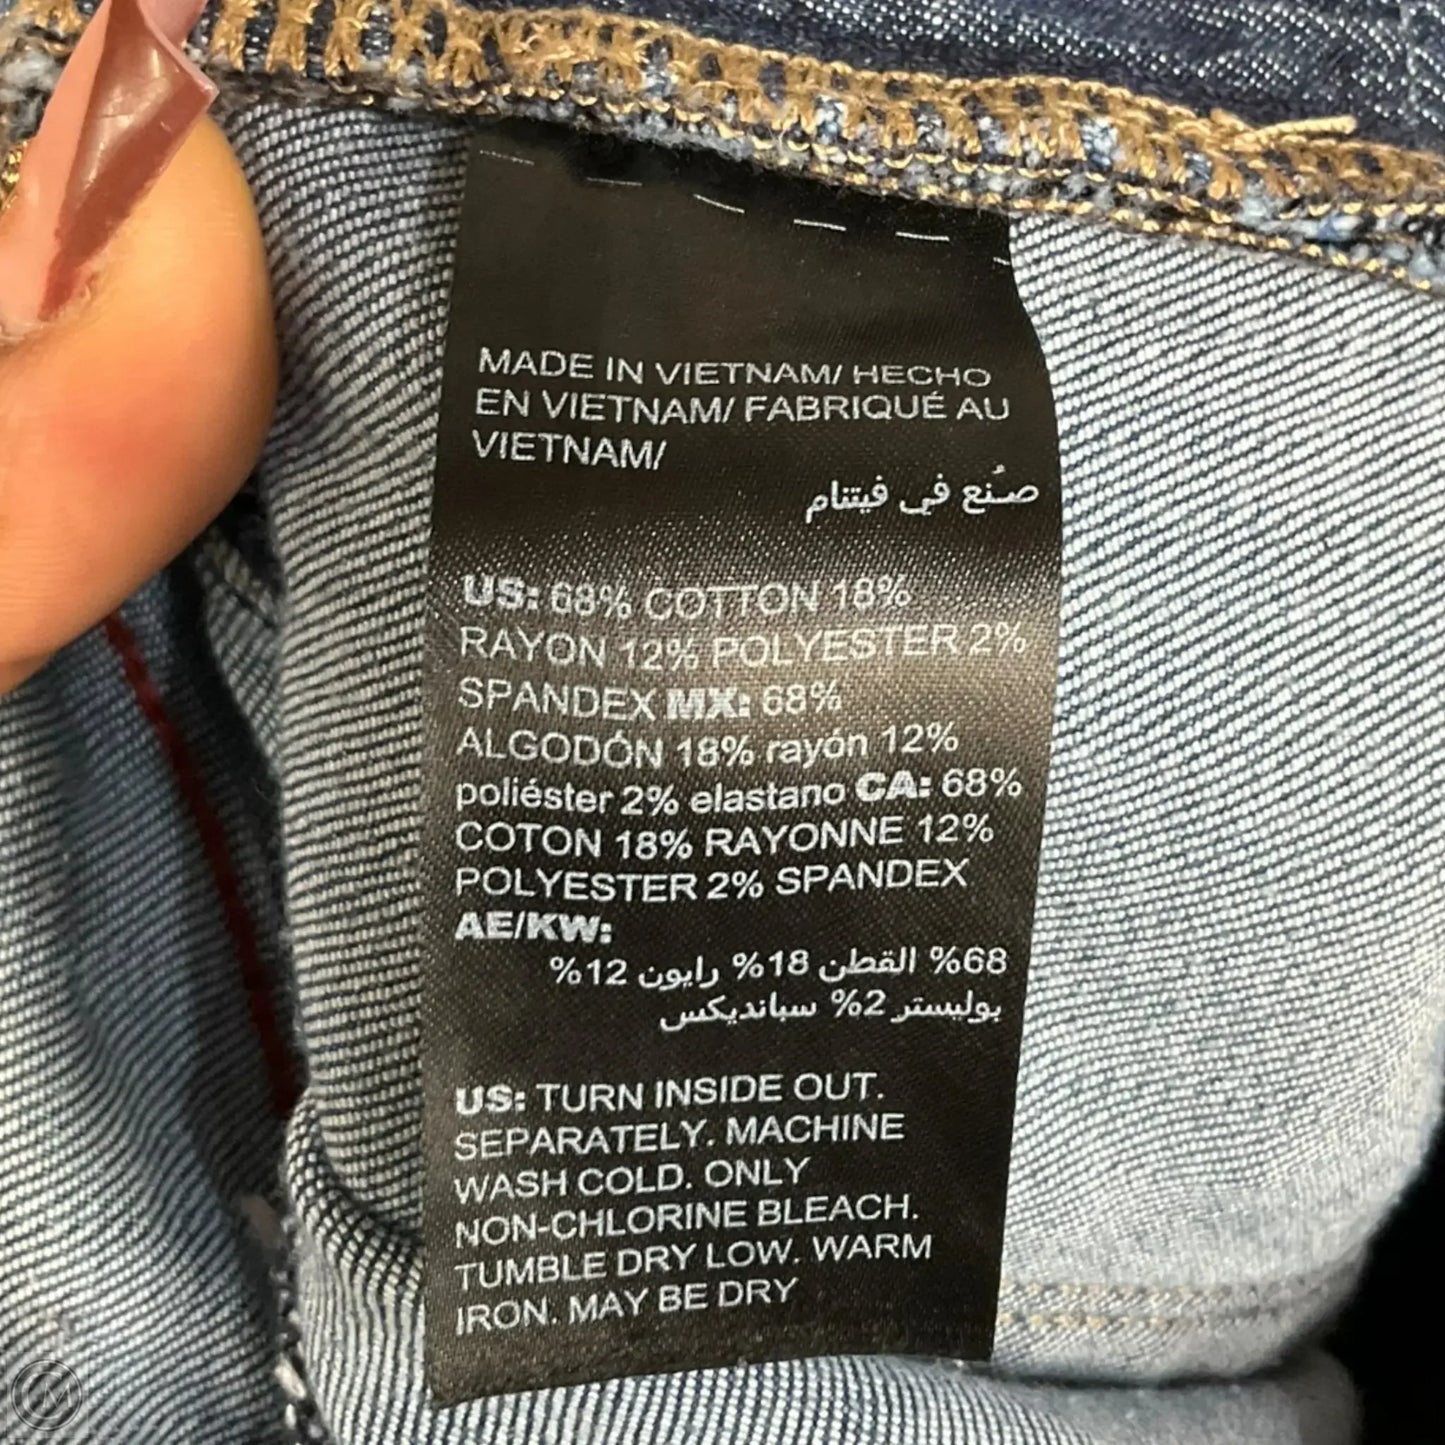 MADE IN VIETNAM/ HECHO
EN VIETNAM/ FABRIQUÉ AU
VIETNAM/
صُنع في فيتنام
US: 68% COTTON 18%
RAYON 12% POLYESTER 2%
SPANDEX MX: 68%
ALGODÓN 18% rayón 12%
poliéster 2% elastano CA: 68%
COTON 18% RAYONNE 12%
POLYESTER 2% SPANDEX
AE/KW:
68% القطن 18% رايون 12%
بوليستر 2% سبانديكس
US: TURN INSIDE OUT.
SEPARATELY. MACHINE
WASH COLD. ONLY
NON-CHLORINE BLEACH.
TUMBLE DRY LOW. WARM
IRON. MAY BE DRY